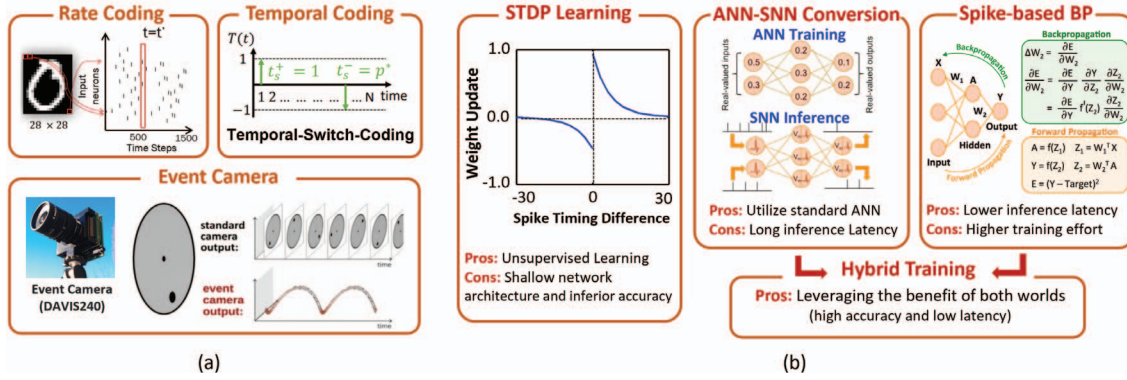 Rate Coding
t=t*
Input
neurons
28 × 28
500
1500
Time Steps
Temporal Coding
T(t)
1
t_s^+ = 1
t_s^- = p*
1 2 ... ... ... ... ... N
time
−1
Temporal-Switch-Coding
Event Camera
Event Camera
(DAVIS240)
standard
camera
output:
time
event
camera
output:
time
(a)
STDP Learning
Weight Update
1.0
0.0
-1.0
-30
0
30
Spike Timing Difference
Pros: Unsupervised Learning
Cons: Shallow network
architecture and inferior accuracy
ANN-SNN Conversion
ANN Training
Real-valued inputs
0.5
0.3
0.2
0.3
0.2
0.1
0.2
Real-valued outputs
SNN Inference
Pros: Utilize standard ANN
Cons: Long inference Latency
Spike-based BP
Backpropagation
X
W₁
A
Y
W₂
Output
Hidden
Input
Forward Propagation
Backpropagation
ΔW₂ = ∂E/∂W₂
∂E/∂W₂ = ∂E/∂Y ∂Y/∂Z₂ ∂Z₂/∂W₂
= ∂E/∂Y f'(Z₂) ∂Z₂/∂W₂
Forward Propagation
A = f(Z₁) Z₁ = W₁ᵀ X
Y = f(Z₂) Z₂ = W₂ᵀ A
E = (Y – Target)²
Pros: Lower inference latency
Cons: Higher training effort
Hybrid Training
Pros: Leveraging the benefit of both worlds
(high accuracy and low latency)
(b)